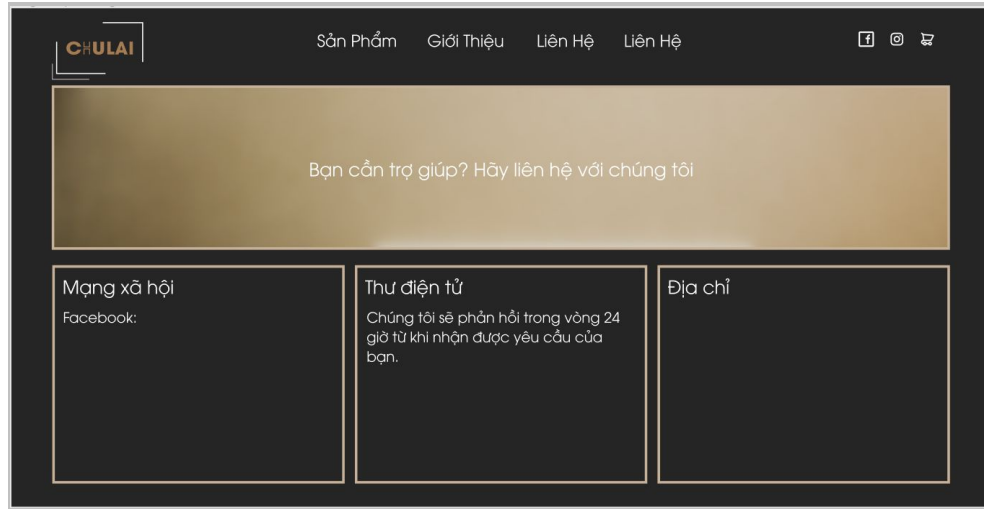 CHULAI
Sản Phẩm Giới Thiệu Liên Hệ Liên Hệ
Bạn cần trợ giúp? Hãy liên hệ với chúng tôi
Mạng xã hội
Facebook:
Thư điện tử
Chúng tôi sẽ phản hồi trong vòng 24
giờ từ khi nhận được yêu cầu của
bạn.
Địa chỉ